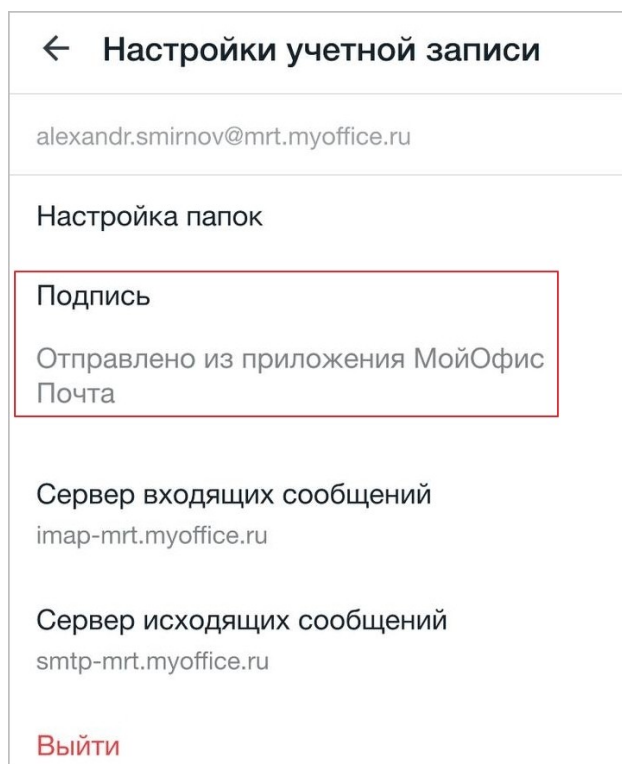 ← Настройки учетной записи
alexandr.smirnov@mrt.myoffice.ru
Настройка папок
Подпись
Отправлено из приложения МойОфис
Почта
Сервер входящих сообщений
imap-mrt.myoffice.ru
Сервер исходящих сообщений
smtp-mrt.myoffice.ru
Выйти